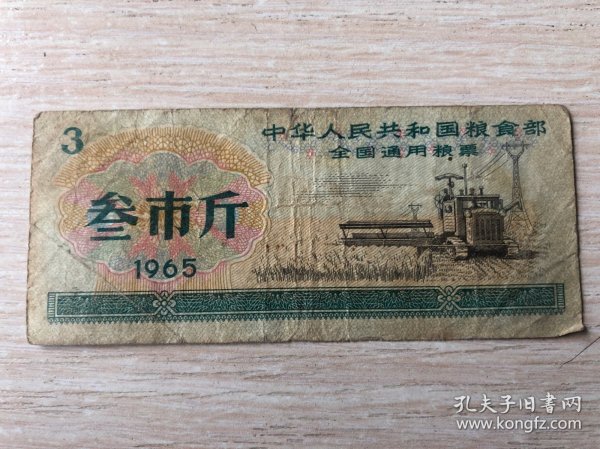 3
中华人民共和国粮食部
全国通用粮票
叁市斤
1965
孔夫子旧书网
www.kongfz.com